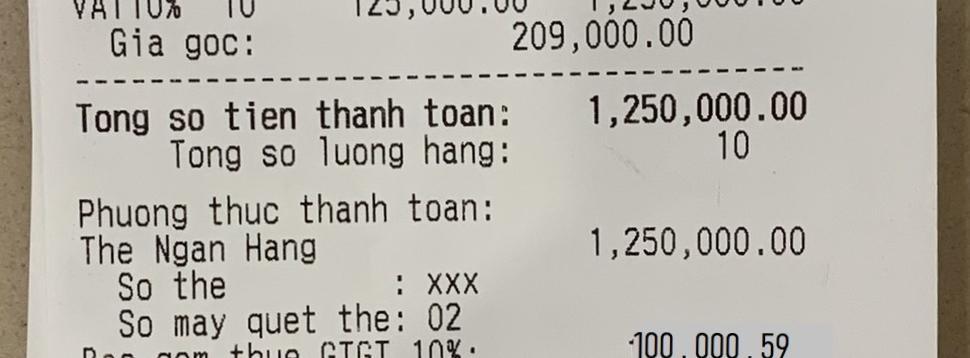 VAT10% 10 125,000.00 1,250,000.00
Gia goc: 209,000.00
Tong so tien thanh toan: 1,250,000.00
Tong so luong hang: 10
Phuong thuc thanh toan:
The Ngan Hang 1,250,000.00
So the : XXX
So may quet the: 02
Bao gom thue GTGT 10%: 100.000.59